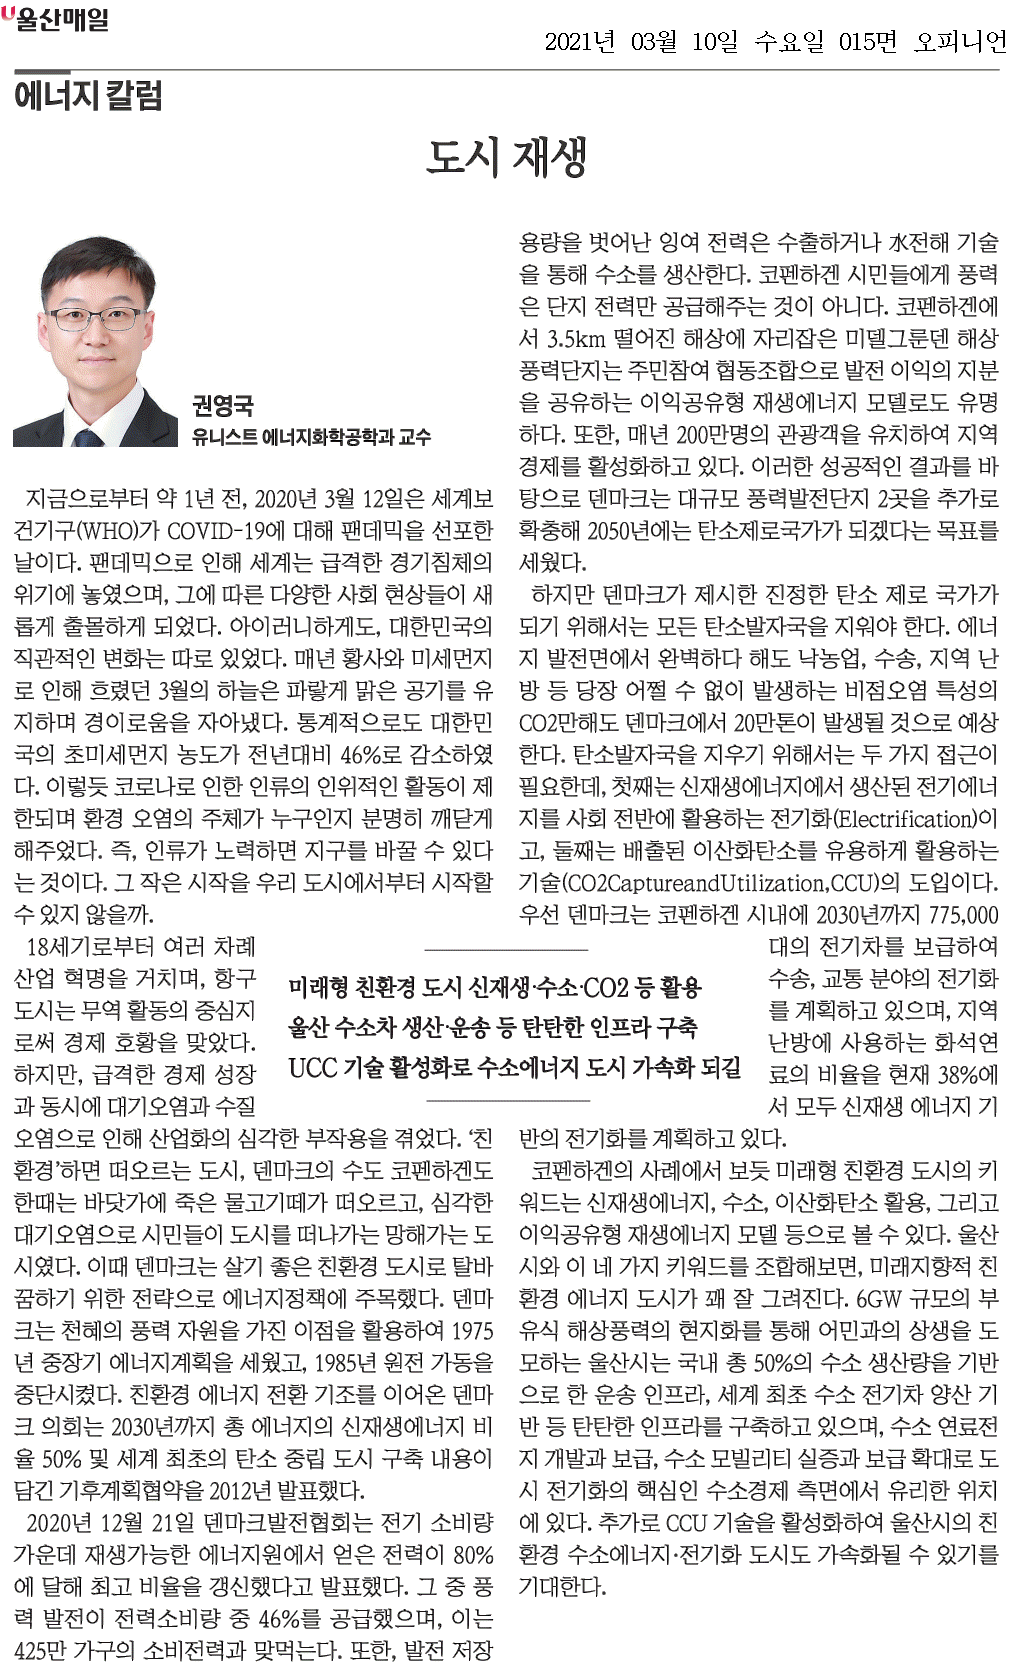 울산매일
2021년 03월 10일 수요일 015면 오피니언
에너지 칼럼
도시 재생
권영국
유니스트 에너지화학공학과 교수
지금으로부터 약 1년 전, 2020년 3월 12일은 세계보
건기구(WHO)가 COVID-19에 대해 팬데믹을 선포한
날이다. 팬데믹으로 인해 세계는 급격한 경기침체의
위기에 놓였으며, 그에 따른 다양한 사회 현상들이 새
롭게 출몰하게 되었다. 아이러니하게도, 대한민국의
직관적인 변화는 따로 있었다. 매년 황사와 미세먼지
로 인해 흐렸던 3월의 하늘은 파랗게 맑은 공기를 유
지하며 경이로움을 자아냈다. 통계적으로도 대한민
국의 초미세먼지 농도가 전년대비 46%로 감소하였
다. 이렇듯 코로나로 인한 인류의 인위적인 활동이 제
한되며 환경 오염의 주체가 누구인지 분명히 깨닫게
해주었다. 즉, 인류가 노력하면 지구를 바꿀 수 있다
는 것이다. 그 작은 시작을 우리 도시에서부터 시작할
수 있지 않을까.
18세기로부터 여러 차례
산업 혁명을 거치며, 항구
도시는 무역 활동의 중심지
로써 경제 호황을 맞았다.
하지만, 급격한 경제 성장
과 동시에 대기오염과 수질
오염으로 인해 산업화의 심각한 부작용을 겪었다. ‘친
환경’하면 떠오르는 도시, 덴마크의 수도 코펜하겐도
한때는 바닷가에 죽은 물고기떼가 떠오르고, 심각한
대기오염으로 시민들이 도시를 떠나가는 망해가는 도
시였다. 이때 덴마크는 살기 좋은 친환경 도시로 탈바
꿈하기 위한 전략으로 에너지정책에 주목했다. 덴마
크는 천혜의 풍력 자원을 가진 이점을 활용하여 1975
년 중장기 에너지계획을 세웠고, 1985년 원전 가동을
중단시켰다. 친환경 에너지 전환 기조를 이어온 덴마
크 의회는 2030년까지 총 에너지의 신재생에너지 비
율 50% 및 세계 최초의 탄소 중립 도시 구축 내용이
담긴 기후계획협약을 2012년 발표했다.
2020년 12월 21일 덴마크발전협회는 전기 소비량
가운데 재생가능한 에너지원에서 얻은 전력이 80%
에 달해 최고 비율을 갱신했다고 발표했다. 그 중 풍
력 발전이 전력소비량 중 46%를 공급했으며, 이는
425만 가구의 소비전력과 맞먹는다. 또한, 발전 저장
미래형 친환경 도시 신재생·수소·CO2 등 활용
울산 수소차 생산·운송 등 탄탄한 인프라 구축
UCC 기술 활성화로 수소에너지 도시 가속화 되길
용량을 벗어난 잉여 전력은 수출하거나 水전해 기술
을 통해 수소를 생산한다. 코펜하겐 시민들에게 풍력
은 단지 전력만 공급해주는 것이 아니다. 코펜하겐에
서 3.5km 떨어진 해상에 자리잡은 미델그룬덴 해상
풍력단지는 주민참여 협동조합으로 발전 이익의 지분
을 공유하는 이익공유형 재생에너지 모델로도 유명
하다. 또한, 매년 200만명의 관광객을 유치하여 지역
경제를 활성화하고 있다. 이러한 성공적인 결과를 바
탕으로 덴마크는 대규모 풍력발전단지 2곳을 추가로
확충해 2050년에는 탄소제로국가가 되겠다는 목표를
세웠다.
하지만 덴마크가 제시한 진정한 탄소 제로 국가가
되기 위해서는 모든 탄소발자국을 지워야 한다. 에너
지 발전면에서 완벽하다 해도 낙농업, 수송, 지역 난
방 등 당장 어쩔 수 없이 발생하는 비점오염 특성의
CO2만해도 덴마크에서 20만톤이 발생될 것으로 예상
한다. 탄소발자국을 지우기 위해서는 두 가지 접근이
필요한데, 첫째는 신재생에너지에서 생산된 전기에너
지를 사회 전반에 활용하는 전기화(Electrification)이
고, 둘째는 배출된 이산화탄소를 유용하게 활용하는
기술(CO2CaptureandUtilization,CCU)의 도입이다.
우선 덴마크는 코펜하겐 시내에 2030년까지 775,000
대의 전기차를 보급하여
수송, 교통 분야의 전기화
를 계획하고 있으며, 지역
난방에 사용하는 화석연
료의 비율을 현재 38%에
서 모두 신재생 에너지 기
반의 전기화를 계획하고 있다.
코펜하겐의 사례에서 보듯 미래형 친환경 도시의 키
워드는 신재생에너지, 수소, 이산화탄소 활용, 그리고
이익공유형 재생에너지 모델 등으로 볼 수 있다. 울산
시와 이 네 가지 키워드를 조합해보면, 미래지향적 친
환경 에너지 도시가 꽤 잘 그려진다. 6GW 규모의 부
유식 해상풍력의 현지화를 통해 어민과의 상생을 도
모하는 울산시는 국내 총 50%의 수소 생산량을 기반
으로 한 운송 인프라, 세계 최초 수소 전기차 양산 기
반 등 탄탄한 인프라를 구축하고 있으며, 수소 연료전
지 개발과 보급, 수소 모빌리티 실증과 보급 확대로 도
시 전기화의 핵심인 수소경제 측면에서 유리한 위치
에 있다. 추가로 CCU 기술을 활성화하여 울산시의 친
환경 수소에너지·전기화 도시도 가속화될 수 있기를
기대한다.